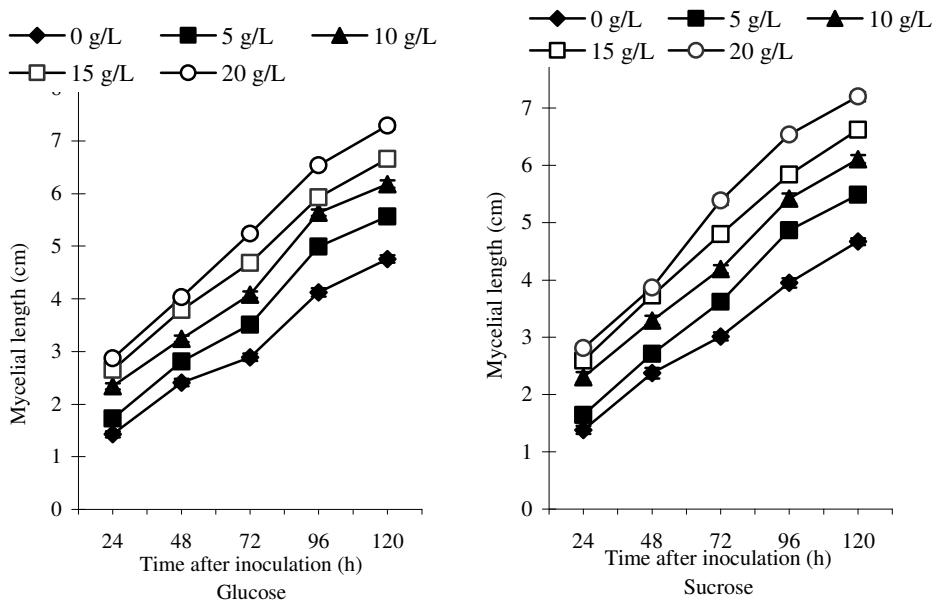 0 g/L 5 g/L 10 g/L
15 g/L 20 g/L
8
7
6
5
4
3
2
1
0
Mycelial length (cm)
24 48 72 96 120
Time after inoculation (h)
Glucose
0 g/L 5 g/L 10 g/L
15 g/L 20 g/L
7
6
5
4
3
2
1
0
Mycelial length (cm)
24 48 72 96 120
Time after inoculation (h)
Sucrose